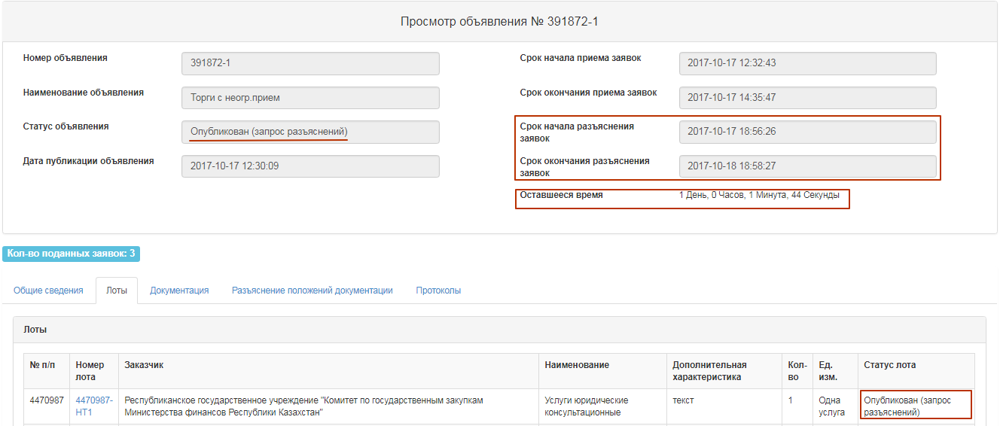 Просмотр объявления № 391872-1
Номер объявления
391872-1
Наименование объявления
Торги с неогр.прием
Статус объявления
Опубликован (запрос разъяснений)
Дата публикации объявления
2017-10-17 12:30:09
Срок начала приема заявок
2017-10-17 12:32:43
Срок окончания приема заявок
2017-10-17 14:35:47
Срок начала разъяснения
заявок
2017-10-17 18:56:26
Срок окончания разъяснения
заявок
2017-10-18 18:58:27
Оставшееся время
1 День, 0 Часов, 1 Минута, 44 Секунды
Кол-во поданных заявок: 3
Общие сведения
Лоты
Документация
Разъяснение положений документации
Протоколы
Лоты
№ п/п
Номер
лота
Заказчик
Наименование
Дополнительная
характеристика
Кол-
во
Ед.
изм.
Статус лота
4470987
4470987-
НТ1
Республиканское государственное учреждение "Комитет по государственным закупкам
Министерства финансов Республики Казахстан"
Услуги юридические
консультационные
текст
1
Одна
услуга
Опубликован (запрос
разъяснений)